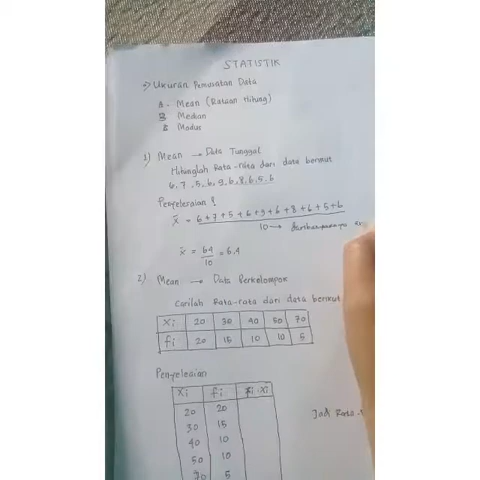 STATISTIK
=> Ukuran Pemusatan Data
a. Mean (Rataan Hitung)
Median
Modus
1) Mean → Data Tunggal
Hitunglah Rata-rata dari data berikut
6,7,5,6,9,6,8,6,5,6
Penyeleraian
x̄ = 6+7+5+6+9+6+8+6+5+6
10 →
x̄ = 64/10 = 6.4
2) Mean → Data Perkelompok
Carilah Rata-rata dari data berikut
Xi 20 30 40 50 70
fi 20 15 10 10 5
Penyelesaian
Xi fi fi Xi
20 20
30 15
40 10
50 10
70 5
Jadi Rata